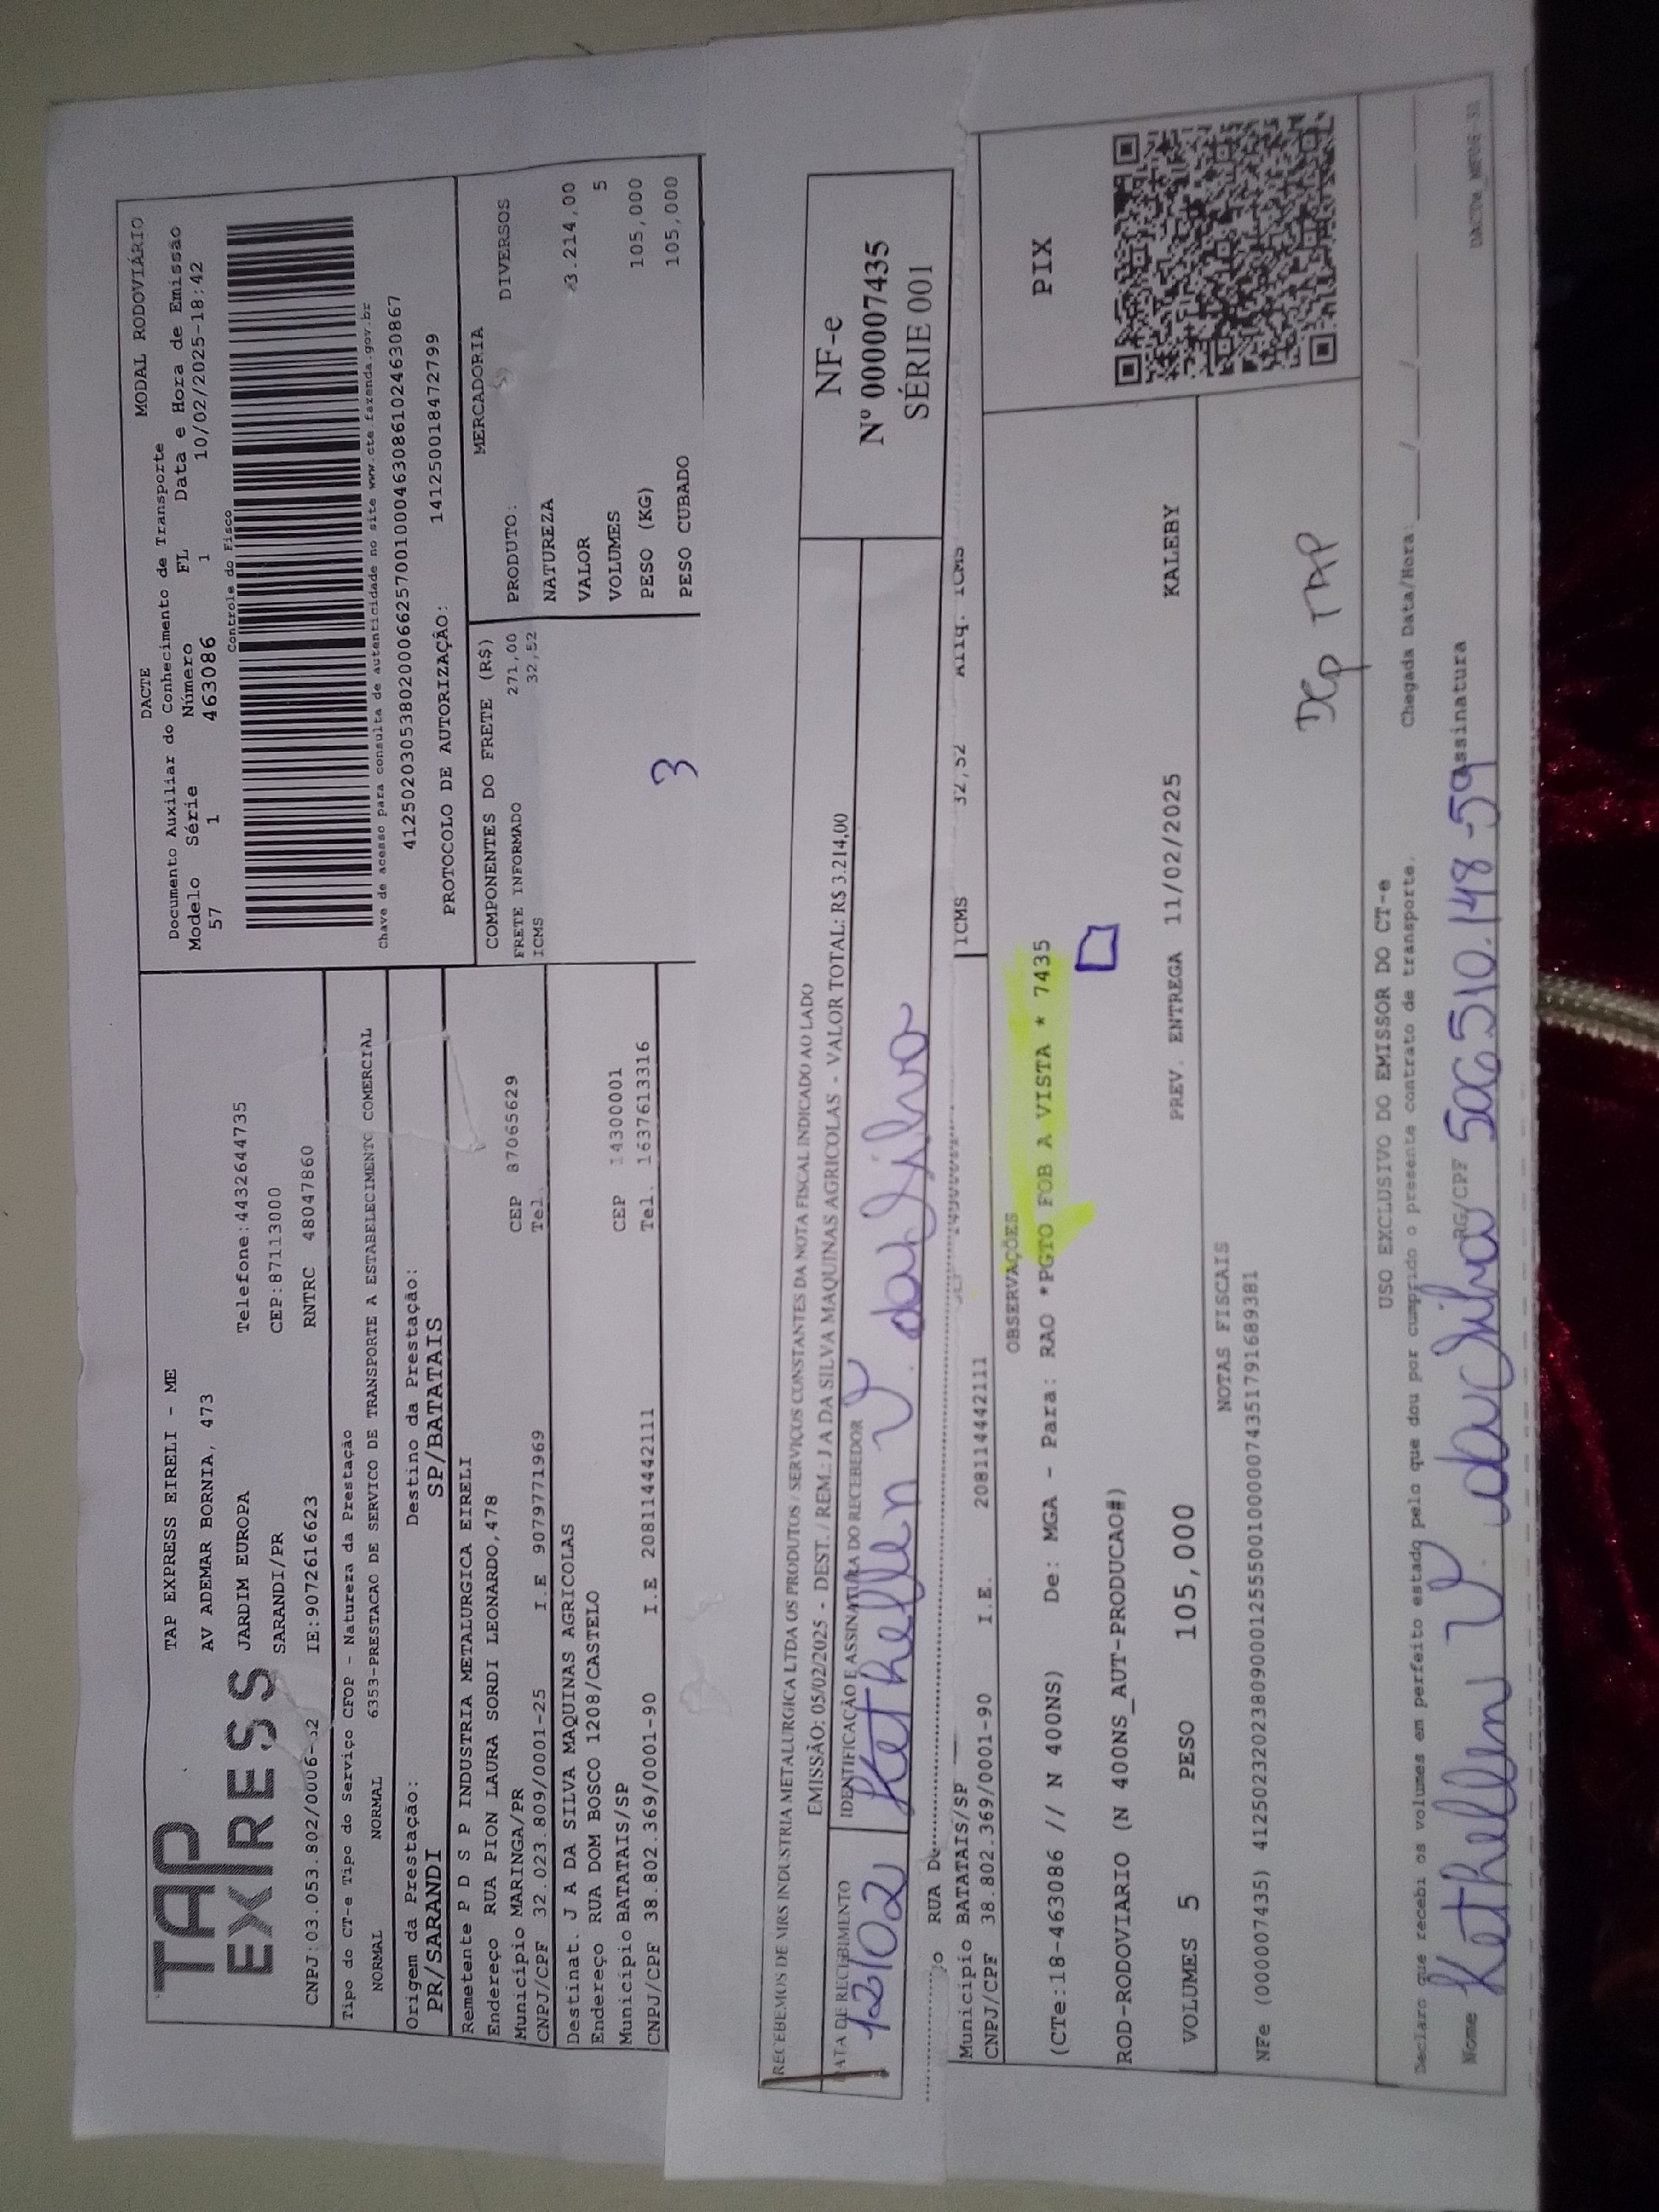 TAP
EXPRESS
TAP EXPRESS EIRELI - ME
AV ADEMAR BORNIA, 473
JARDIM EUROPA Telefone:4432644735
SARANDI/PR CEP:87113000
CNPJ:03.053.802/0006- IE:9072616623 RNTRC 48047860
Tipo do CT-e Tipo do Serviço CFOP - Natureza da Prestação
NORMAL NORMAL 6353-PRESTACAO DE SERVICO DE TRANSPORTE A ESTABELECIMENTO COMERCIAL
Origem da Prestação: Destino da Prestação:
PR/SARANDI SP/BATATAIS
Remetente P D S P INDUSTRIA METALURGICA EIRELI
Endereço RUA PION LAURA SORDI LEONARDO,478
Município MARINGA/PR CEP 87065629
CNPJ/CPF 32.023.809/0001-25 I.E 9079771969 Tel.
Destinat. J A DA SILVA MAQUINAS AGRICOLAS
Endereço RUA DOM BOSCO 1208/CASTELO
Município BATATAIS/SP CEP 14300001
CNPJ/CPF 38.802.369/0001-90 I.E 208114442111 Tel. 1637613316
DACTE MODAL RODOVIÁRIO
Documento Auxiliar do Conhecimento de Transporte
Modelo Série Número FL Data e Hora de Emissão
57 1 463086 1 10/02/2025-18:42
Controle do Fisco
Chave de acesso para consulta de autenticidade no site www.cte.fazenda.gov.br
41250203053802000662570010004630861024630867
PROTOCOLO DE AUTORIZAÇÃO: 141250018472799
COMPONENTES DO FRETE (R$)
FRETE INFORMADO 271,00
ICMS 32,52
3
MERCADORIA
PRODUTO: DIVERSOS
NATUREZA
VALOR 3.214,00
VOLUMES 5
PESO (KG) 105,000
PESO CUBADO 105,000
RECEBEMOS DE MRS INDUSTRIA METALURGICA LTDA OS PRODUTOS / SERVIÇOS CONSTANTES DA NOTA FISCAL INDICADO AO LADO
EMISSÃO: 05/02/2025 - DEST. / REM.: J A DA SILVA MAQUINAS AGRICOLAS - VALOR TOTAL: R$ 3.214,00
DATA DE RECEBIMENTO IDENTIFICAÇÃO E ASSINATURA DO RECEBEDOR
12/02 Kethellen V. da Silva
NF-e
Nº 000007435
SÉRIE 001
RUA
Município BATATAIS/SP
CNPJ/CPF 38.802.369/0001-90 I.E. 208114442111
ICMS 32,52 Aliq. ICMS
OBSERVAÇÕES
(CTe:18-463086 // N 400NS) De: MGA - Para: RAO *PGTO FOB A VISTA * 7435
PIX
ROD-RODOVIARIO (N 400NS_AUT-PRODUCAO#)
VOLUMES 5 PESO 105,000 PREV. ENTREGA 11/02/2025 KALEBY
NOTAS FISCAIS
NFe (000007435) 41250232023809000125550010000074351791689381
Dep TAP
USO EXCLUSIVO DO EMISSOR DO CT-e
Declaro que recebi os volumes em perfeito estado pelo que dou por cumprido o presente contrato de transporte. Chegada Data/Hora: / /
Nome Kethellen V da Silva RG/CPF 506510.148-59 Assinatura